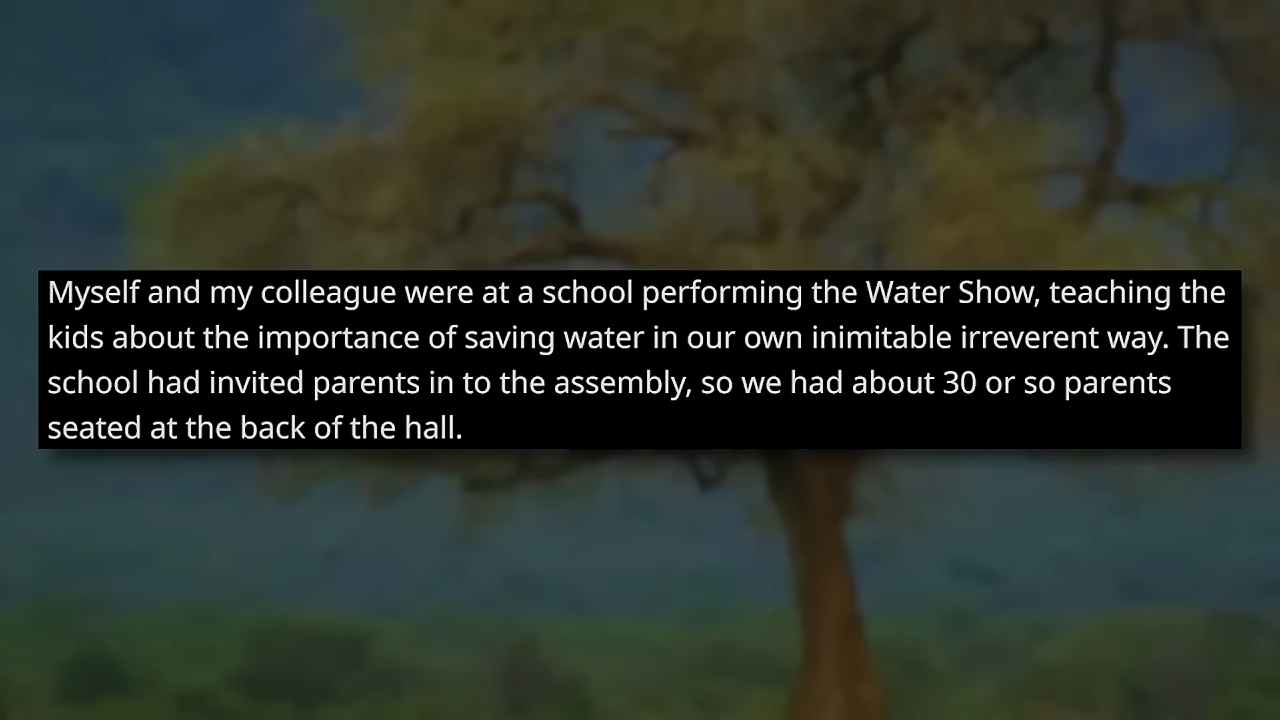 Myself and my colleague were at a school performing the Water Show, teaching the
kids about the importance of saving water in our own inimitable irreverent way. The
school had invited parents in to the assembly, so we had about 30 or so parents
seated at the back of the hall.